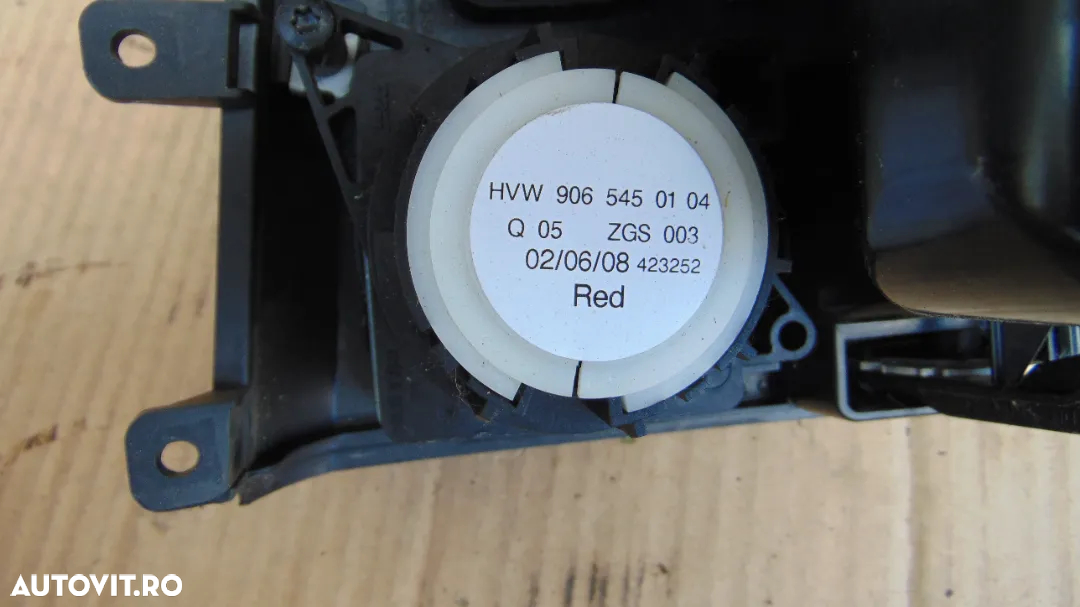 HVW 906 545 01 04
Q 05 ZGS 003
02/06/08 423252
Red
AUTOVIT.RO